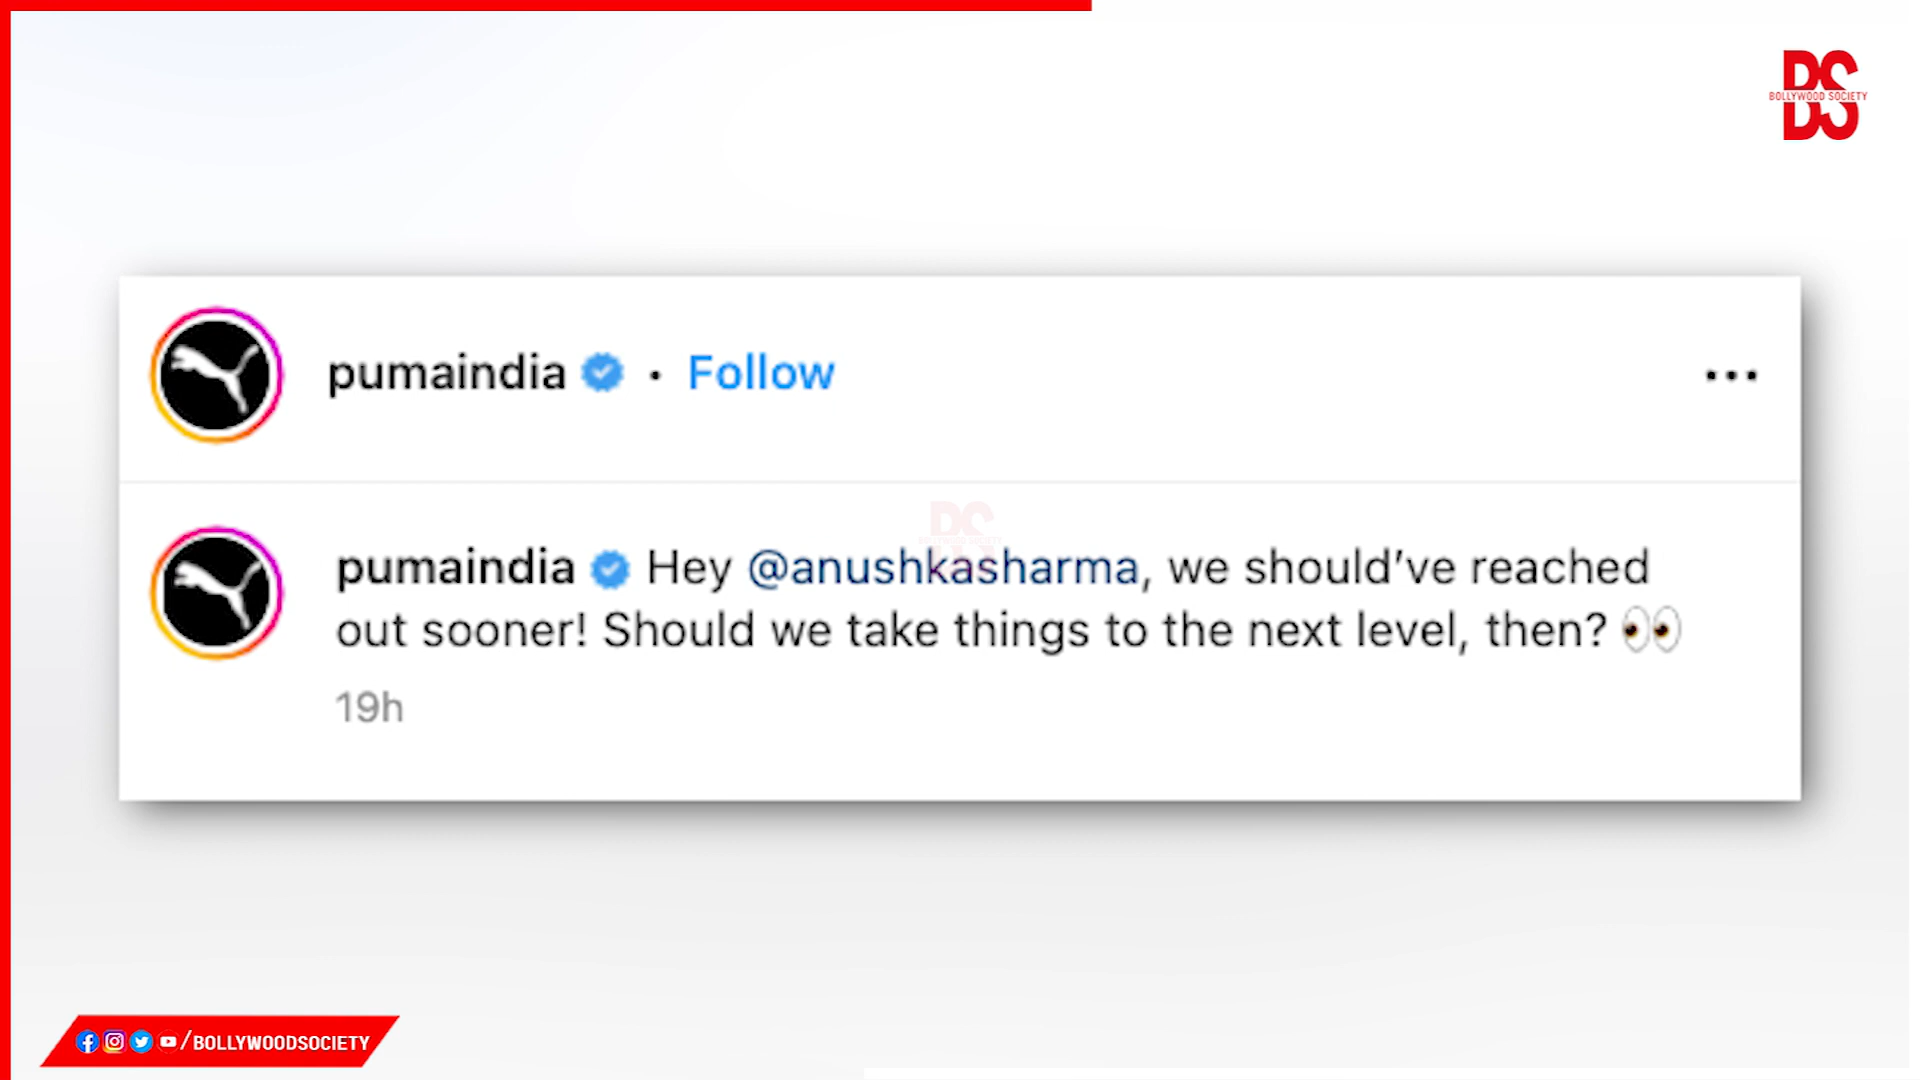 BS
BOLLYWOOD SOCIETY
pumaindia • Follow
pumaindia Hey @anushkasharma, we should’ve reached
out sooner! Should we take things to the next level, then? 👀
19h
/BOLLYWOODSOCIETY